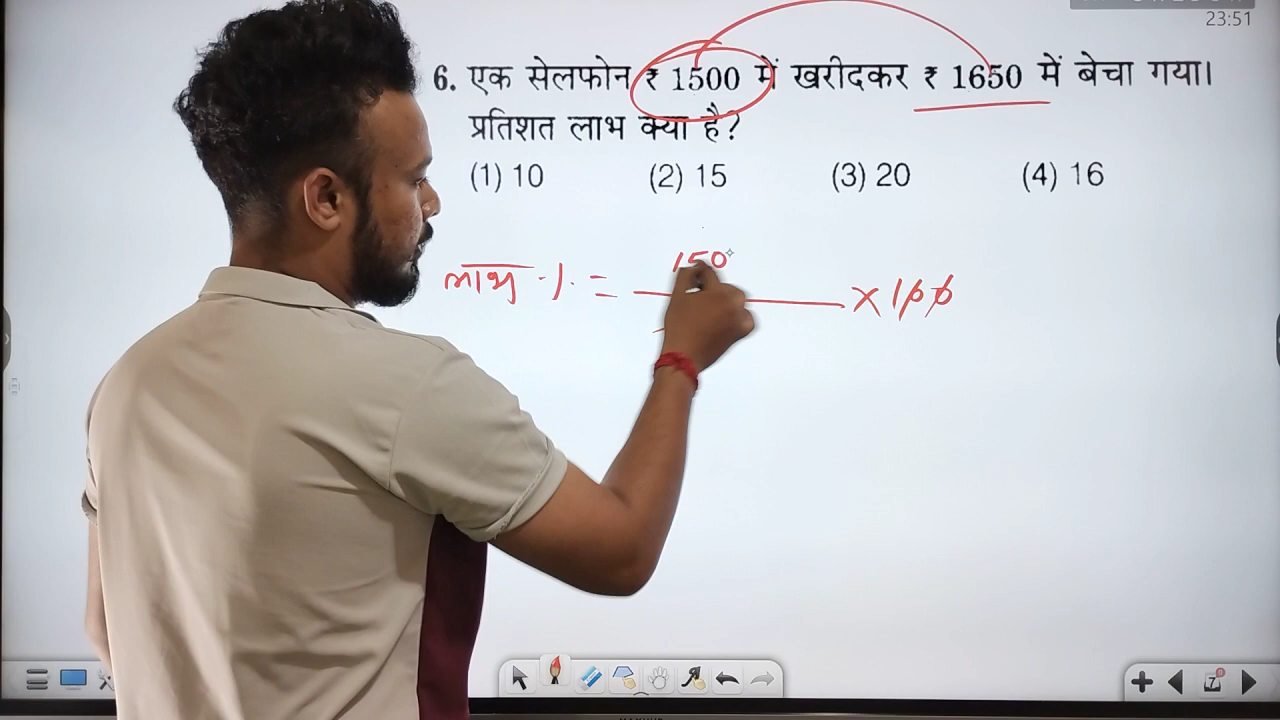 23:51
6. एक सेलफोन ₹ 1500 में खरीदकर ₹ 1650 में बेचा गया।
प्रतिशत लाभ क्या है?
(1) 10 (2) 15 (3) 20 (4) 16
लाभ % = 150 × 100